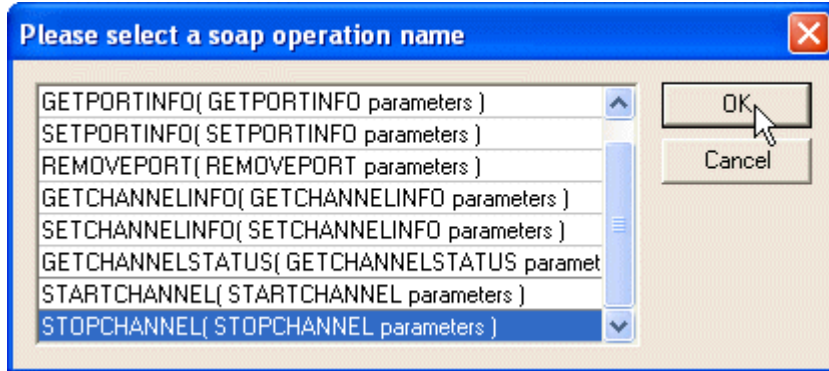 Please select a soap operation name
GETPORTINFO( GETPORTINFO parameters )
SETPORTINFO( SETPORTINFO parameters )
REMOVEPORT( REMOVEPORT parameters )
GETCHANNELINFO( GETCHANNELINFO parameters )
SETCHANNELINFO( SETCHANNELINFO parameters )
GETCHANNELSTATUS( GETCHANNELSTATUS paramet
STARTCHANNEL( STARTCHANNEL parameters )
STOPCHANNEL( STOPCHANNEL parameters )
OK
Cancel